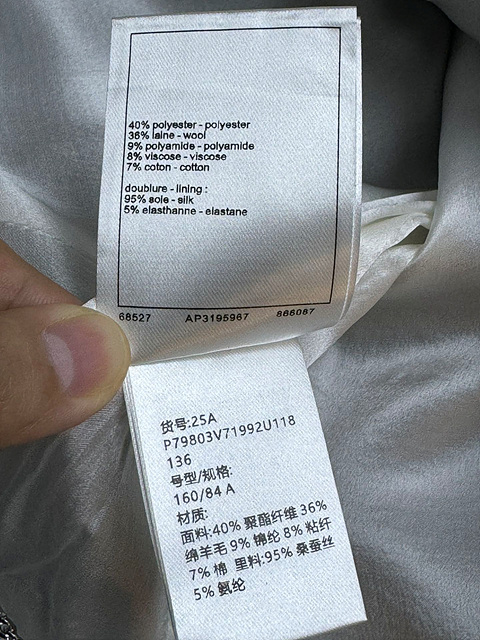 40% polyester - polyester
36% laine - wool
9% polyamide - polyamide
8% viscose - viscose
7% coton - cotton
doublure - lining :
95% soie - silk
5% elasthanne - elastane
68527 AP3195967 866087
货号:25A
P79803V71992U118
136
号型/规格:
160/84 A
材质:
面料:40% 聚酯纤维 36%
绵羊毛 9% 锦纶 8% 粘纤
7% 棉 里料:95% 桑蚕丝
5% 氨纶